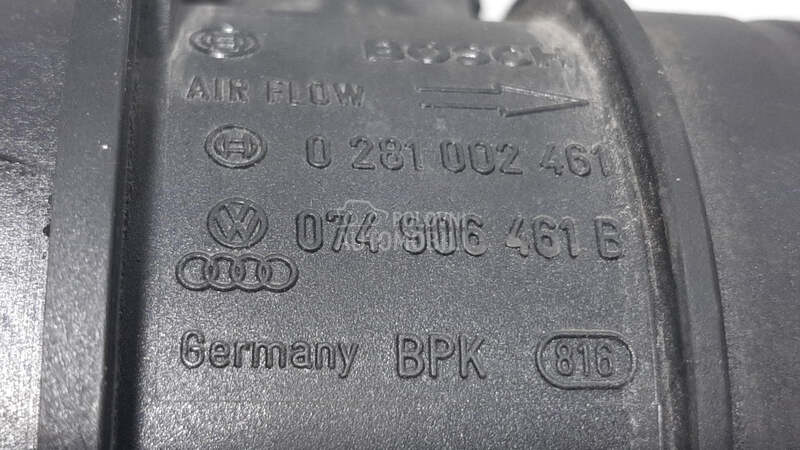 BOSCH
AIR FLOW
0 281 002 461
074 906 461 B
Germany BPK 816